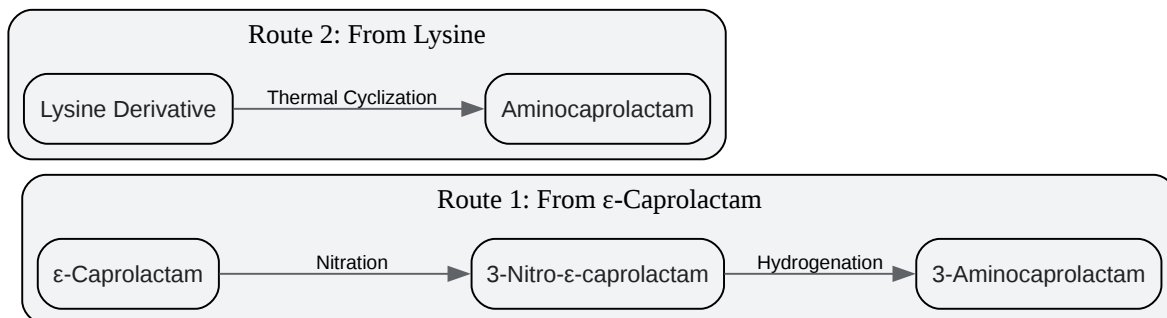 Route 2: From Lysine
Lysine Derivative
Thermal Cyclization
Aminocaprolactam
Route 1: From ε-Caprolactam
ε-Caprolactam
Nitration
3-Nitro-ε-caprolactam
Hydrogenation
3-Aminocaprolactam